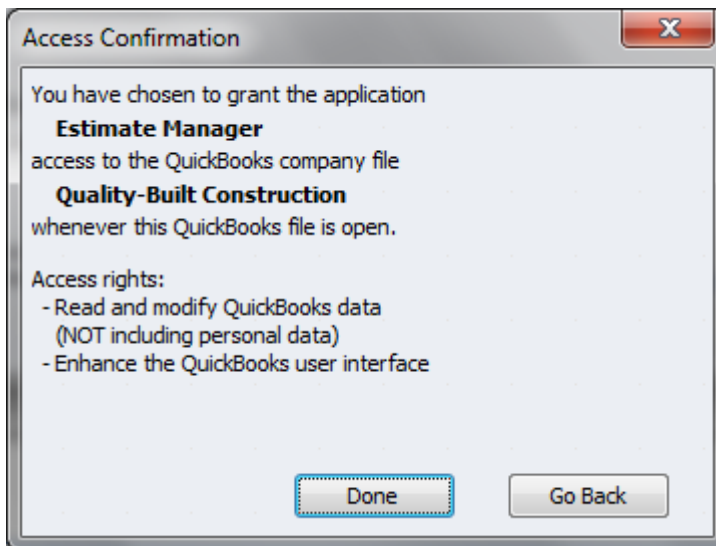 Access Confirmation
You have chosen to grant the application
Estimate Manager
access to the QuickBooks company file
Quality-Built Construction
whenever this QuickBooks file is open.
Access rights:
- Read and modify QuickBooks data
(NOT including personal data)
- Enhance the QuickBooks user interface
Done Go Back